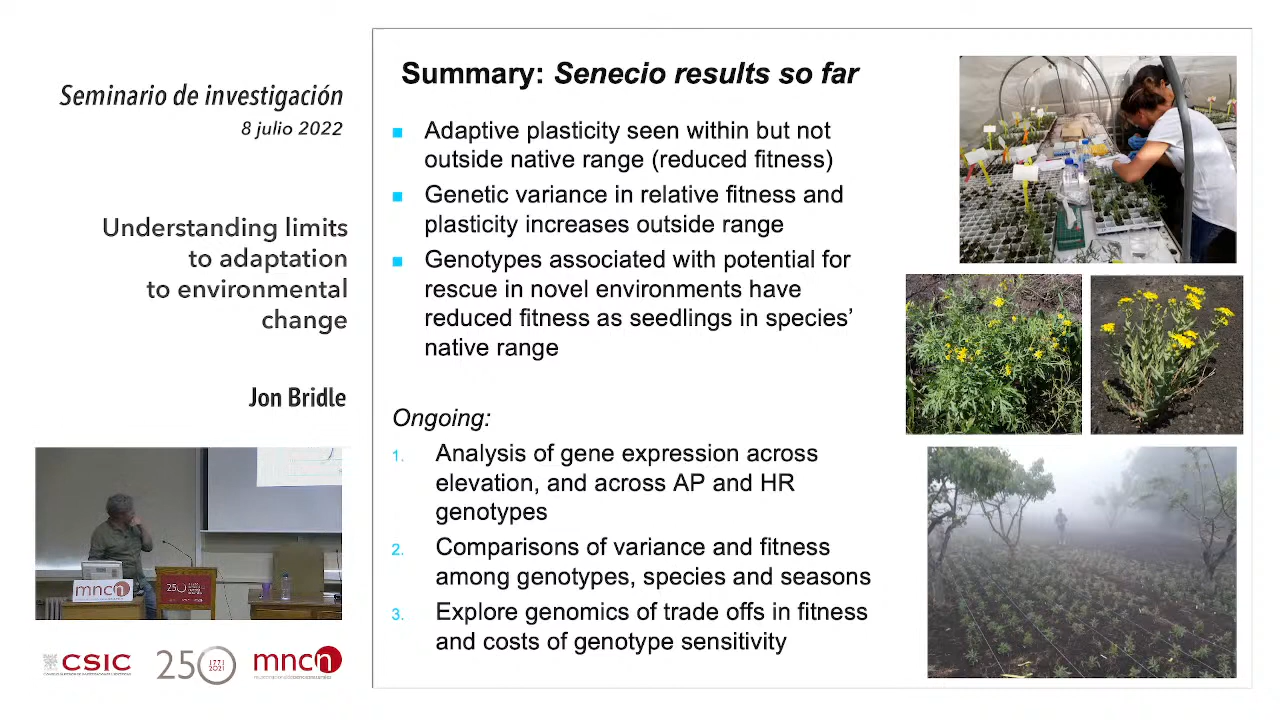 Seminario de investigación
8 julio 2022
Understanding limits
to adaptation
to environmental
change
Jon Bridle
mncn
250
CSIC
250
1771
2021
mncn
Summary: Senecio results so far
Adaptive plasticity seen within but not
outside native range (reduced fitness)
Genetic variance in relative fitness and
plasticity increases outside range
Genotypes associated with potential for
rescue in novel environments have
reduced fitness as seedlings in species’
native range
Ongoing:
1. Analysis of gene expression across
elevation, and across AP and HR
genotypes
2. Comparisons of variance and fitness
among genotypes, species and seasons
3. Explore genomics of trade offs in fitness
and costs of genotype sensitivity